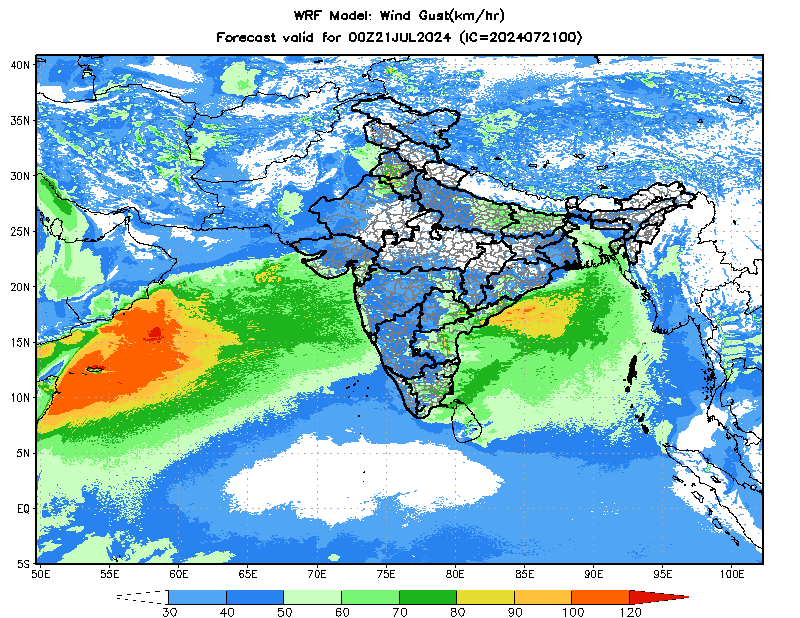 WRF Model: Wind Gust(km/hr)
Forecast valid for 00Z21JUL2024 (IC=2024072100)
40N
35N
30N
25N
20N
15N
10N
5N
EQ
5S
50E 55E 60E 65E 70E 75E 80E 85E 90E 95E 100E
30 40 50 60 70 80 90 100 120